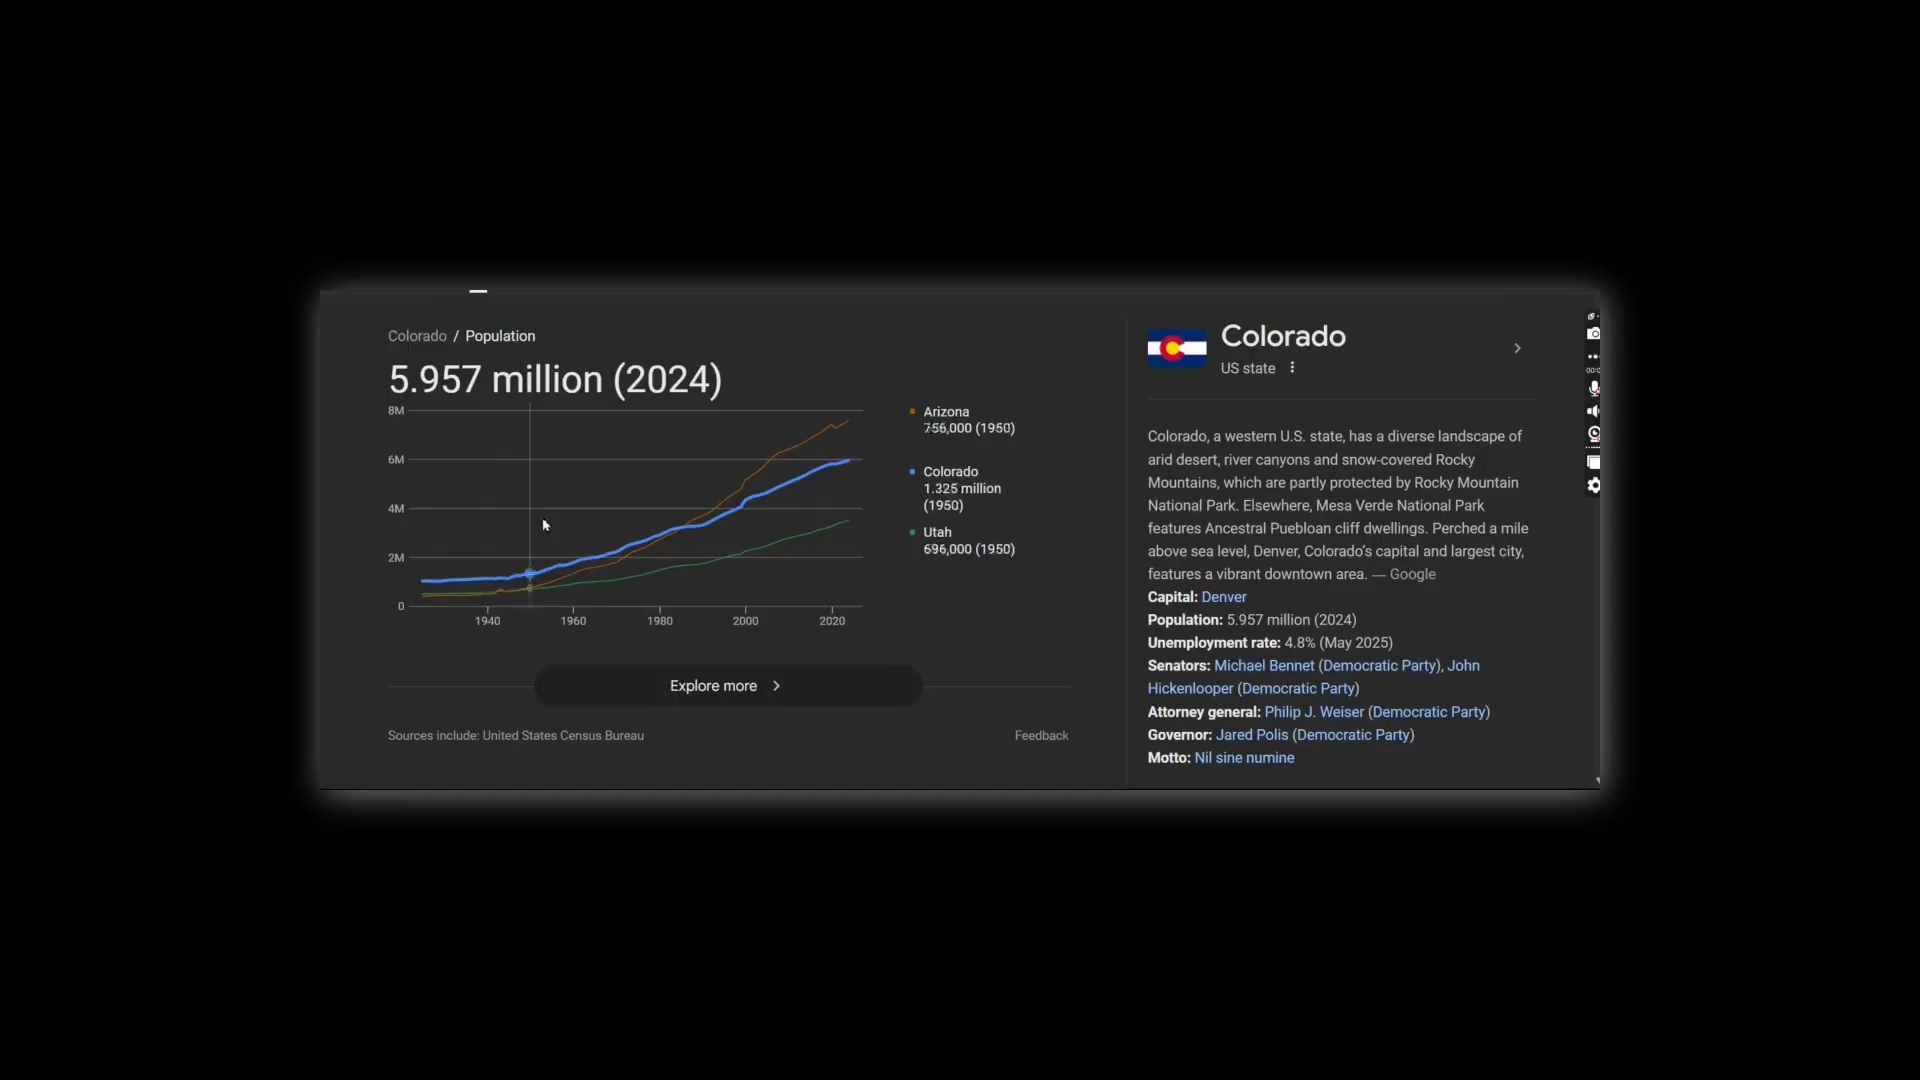 Colorado / Population
5.957 million (2024)
8M
6M
4M
2M
0
1940 1960 1980 2000 2020
Arizona
756,000 (1950)
Colorado
1.325 million
(1950)
Utah
696,000 (1950)
Explore more
Sources include: United States Census Bureau
Feedback
Colorado
US state
Colorado, a western U.S. state, has a diverse landscape of
arid desert, river canyons and snow-covered Rocky
Mountains, which are partly protected by Rocky Mountain
National Park. Elsewhere, Mesa Verde National Park
features Ancestral Puebloan cliff dwellings. Perched a mile
above sea level, Denver, Colorado's capital and largest city,
features a vibrant downtown area. — Google
Capital: Denver
Population: 5.957 million (2024)
Unemployment rate: 4.8% (May 2025)
Senators: Michael Bennet (Democratic Party), John
Hickenlooper (Democratic Party)
Attorney general: Philip J. Weiser (Democratic Party)
Governor: Jared Polis (Democratic Party)
Motto: Nil sine numine